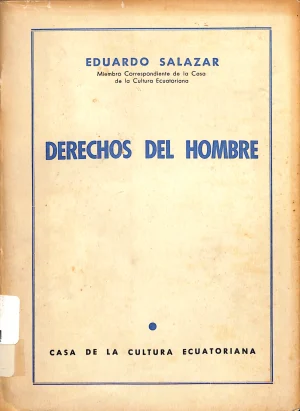 EDUARDO SALAZAR
Miembro Correspondiente de la Casa
de la Cultura Ecuatoriana
DERECHOS DEL HOMBRE
CASA DE LA CULTURA ECUATORIANA